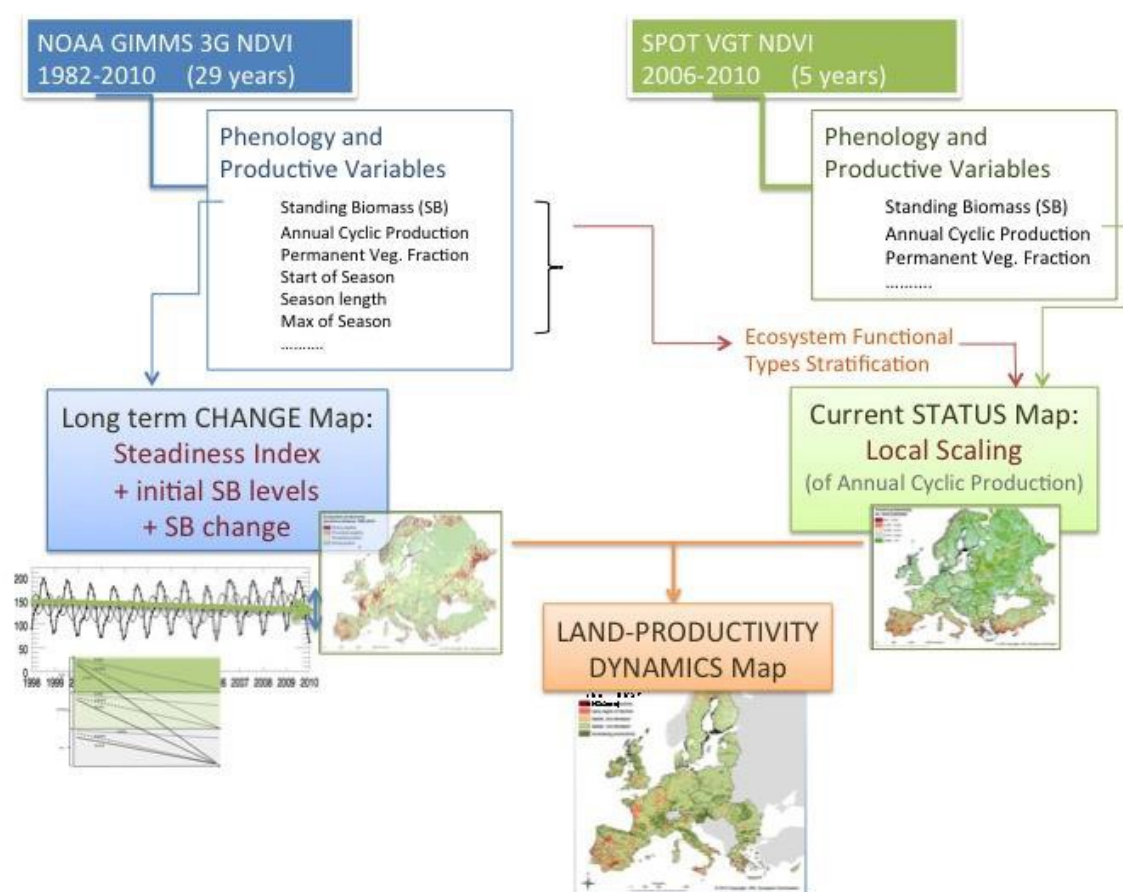 NOAA GIMMS 3G NDVI
1982-2010 (29 years)
SPOT VGT NDVI
2006-2010 (5 years)
Phenology and
Productive Variables
Standing Biomass (SB)
Annual Cyclic Production
Permanent Veg. Fraction
Start of Season
Season length
Max of Season
..........
Phenology and
Productive Variables
Standing Biomass (SB)
Annual Cyclic Production
Permanent Veg. Fraction
..........
Ecosystem Functional
Types Stratification
Long term CHANGE Map:
Steadiness Index
+ initial SB levels
+ SB change
Current STATUS Map:
Local Scaling
(of Annual Cyclic Production)
200
150
100
50
0
1998 1999 2006 2007 2008 2009 2010
LAND-PRODUCTIVITY
DYNAMICS Map